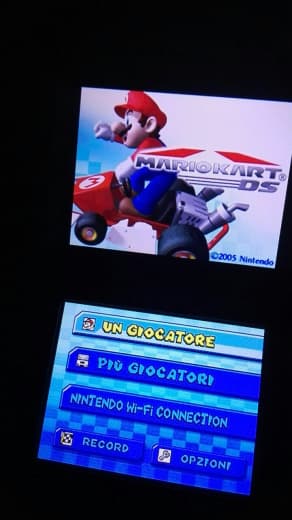 MARIOKART®
DS
©2005 Nintendo
UN GIOCATORE
PIÙ GIOCATORI
NINTENDO Wi-Fi CONNECTION
RECORD
OPZIONI